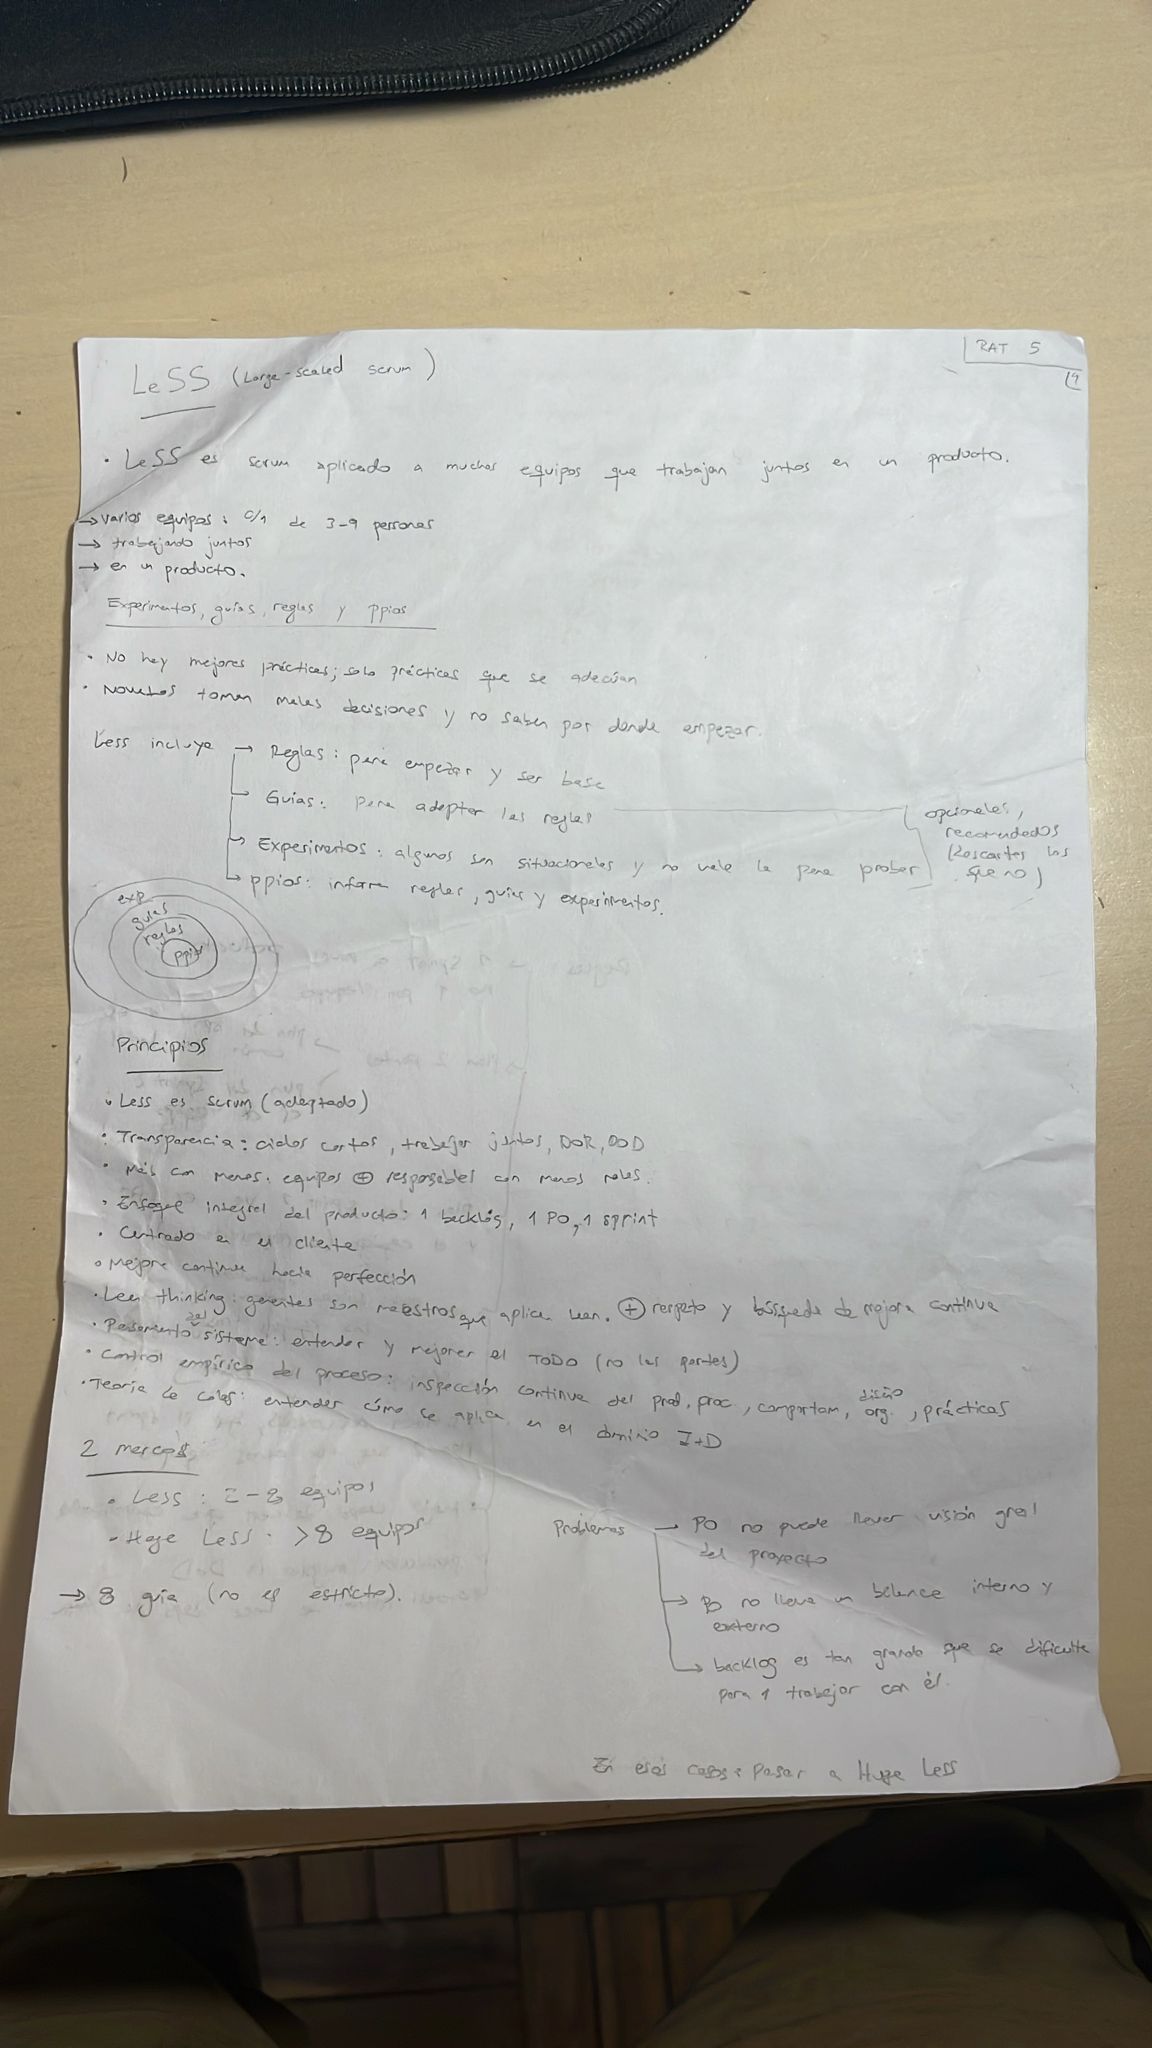 RAT 5
LeSS (Large-scaled scrum)
• LeSS es scrum aplicado a muchos equipos que trabajan juntos en un producto.
→ varios equipos: c/1 de 3-9 personas
→ trabajando juntos
→ en un producto.
Experimentos, guías, reglas y ppios
• No hay mejores prácticas; solo prácticas que se adecúan
• Novatos toman malas decisiones y no saben por donde empezar.
Less incluye → Reglas: para empezar y ser base
Guías: para adaptar las reglas
→ Experimentos: algunos son situacionales y no vale la pena probar
→ ppios: informan reglas, guías y experimentos.
opcionales,
recomendados
(descartes los
que no)
exp
guías
reglas
ppios
Principios
• Less es scrum (adaptado)
• Transparencia: ciclos cortos, trabajar juntos, DOR, DOD
• Más con menos: equipos ⊕ responsables con menos roles.
• Enfoque integral del producto: 1 backlog, 1 PO, 1 sprint
• Centrado en el cliente
• Mejora continua hacia perfección
• Lean thinking: gerentes son maestros que aplican lean. ⊕ respeto y búsqueda de mejora continua
• Pensamiento del sistema: entender y mejorar el TODO (no las partes)
• Control empírico del proceso: inspección continua del prod, proc, comportam, diseño org., prácticas
• Teoría de colas: entender cómo se aplica en el dominio I+D
2 marcos
• Less: 2-8 equipos
• Huge Less: >8 equipos
→ 8 guía (no es estricto).
Problemas → PO no puede llevar visión gral
del proyecto
→ PO no lleva un balance interno y
externo
→ backlog es tan grande que se dificulta
para 1 trabajar con él.
En esos casos: pasar a Huge Less